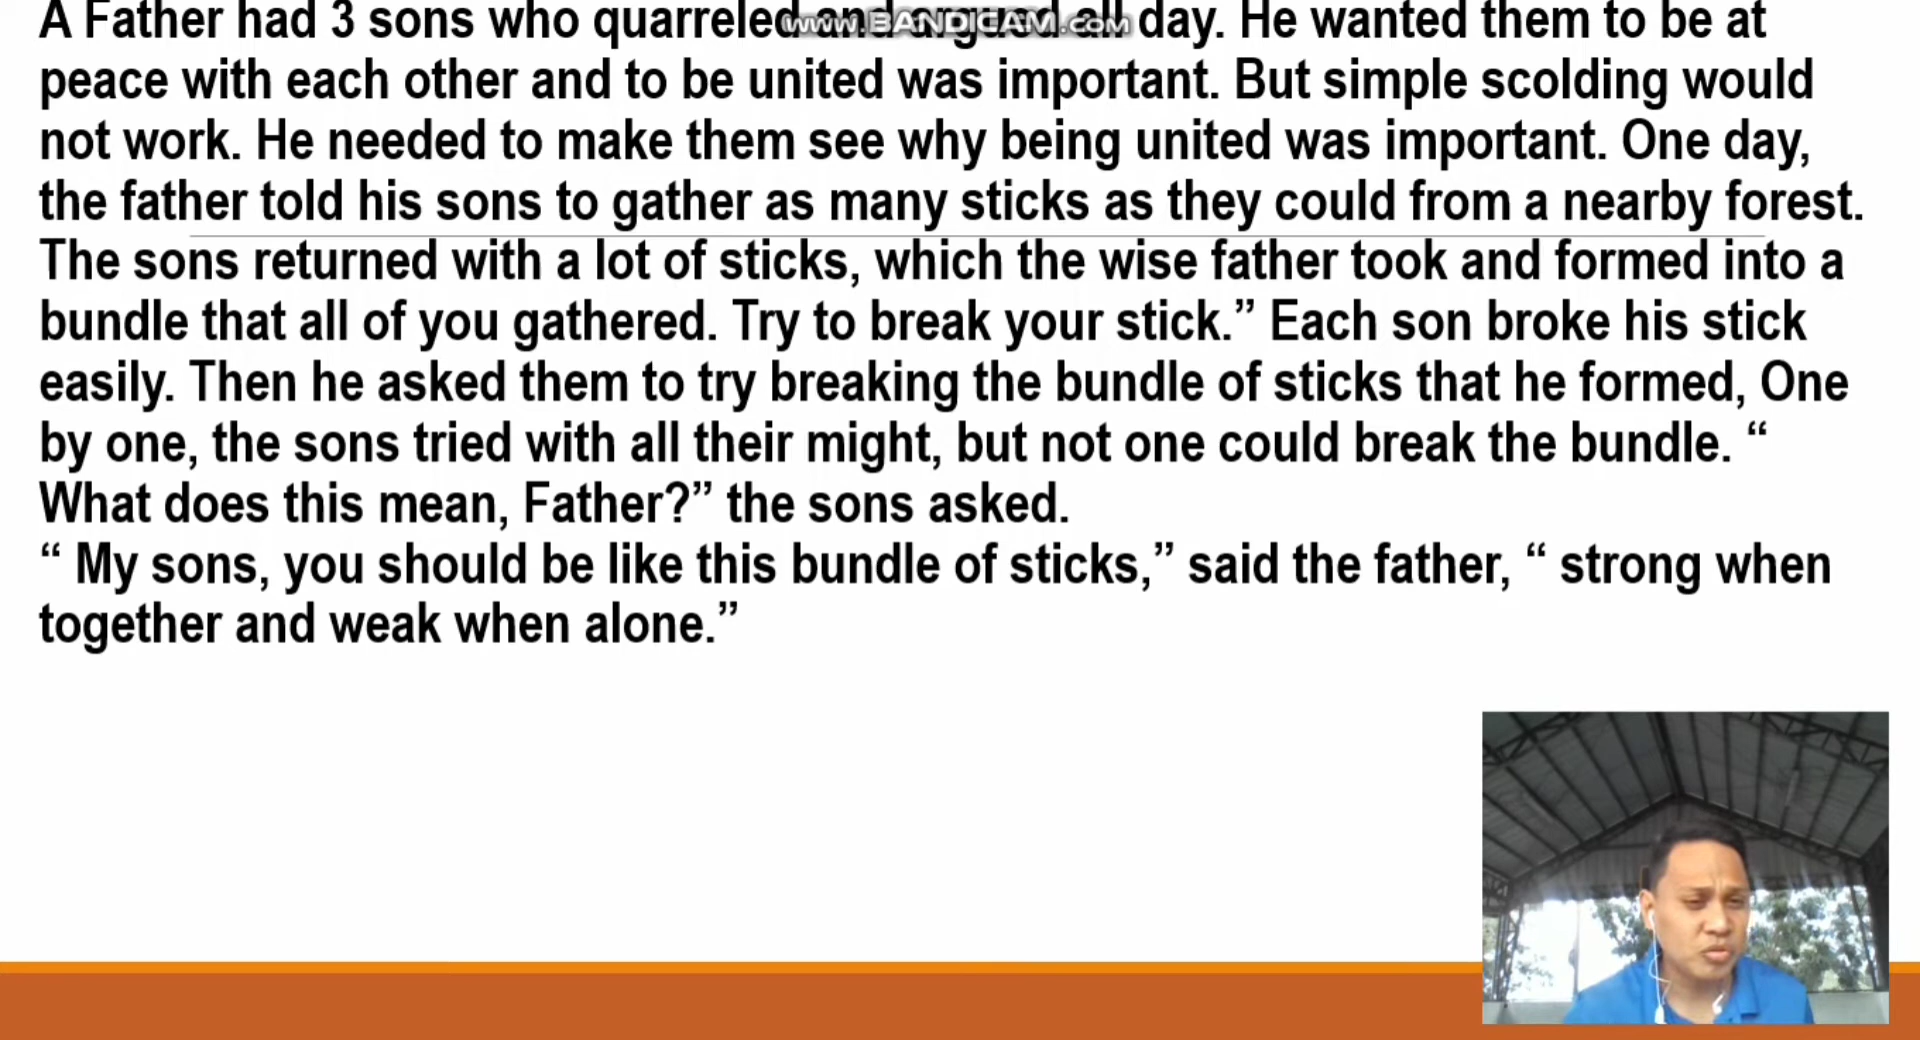 A Father had 3 sons who quarreled and argued all day. He wanted them to be at
www.BANDICAM.com
peace with each other and to be united was important. But simple scolding would
not work. He needed to make them see why being united was important. One day,
the father told his sons to gather as many sticks as they could from a nearby forest.
The sons returned with a lot of sticks, which the wise father took and formed into a
bundle that all of you gathered. Try to break your stick.” Each son broke his stick
easily. Then he asked them to try breaking the bundle of sticks that he formed, One
by one, the sons tried with all their might, but not one could break the bundle. “
What does this mean, Father?” the sons asked.
“ My sons, you should be like this bundle of sticks,” said the father, “ strong when
together and weak when alone.”